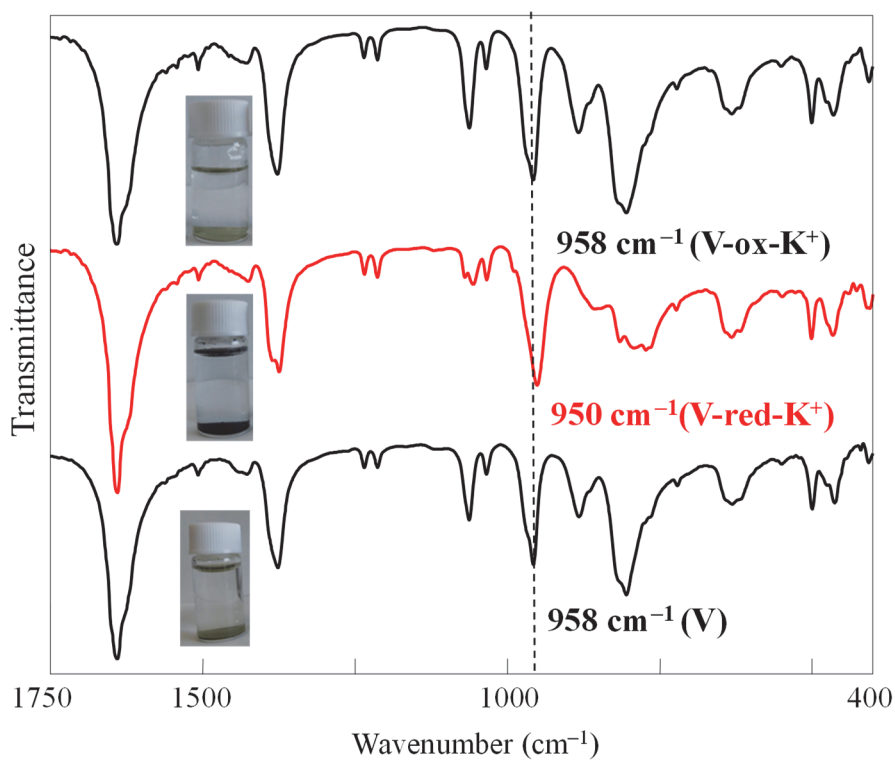 Transmittance
958 cm⁻¹ (V-ox-K⁺)
950 cm⁻¹(V-red-K⁺)
958 cm⁻¹ (V)
1750 1500 1000 400
Wavenumber (cm⁻¹)